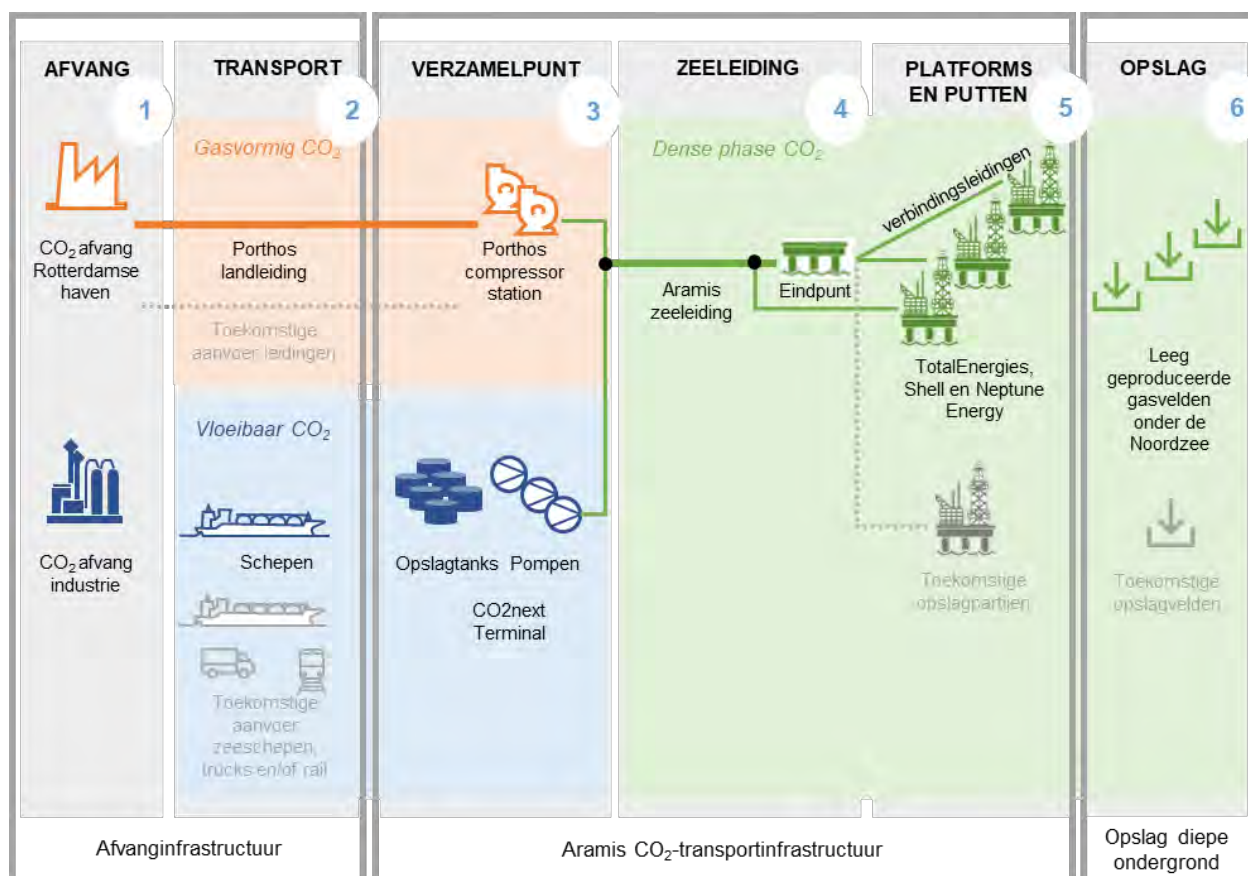 AFVANG
1
TRANSPORT
2
VERZAMELPUNT
3
ZEELEIDING
4
PLATFORMS
EN PUTTEN
5
OPSLAG
6
Gasvormig CO₂
Dense phase CO₂
CO₂ afvang
Rotterdamse
haven
Porthos
landleiding
Porthos
compressor
station
Toekomstige
aanvoer leidingen
Aramis
zeeleiding
Eindpunt
verbindingsleidingen
TotalEnergies,
Shell en Neptune
Energy
Leeg
geproduceerde
gasvelden
onder de
Noordzee
Vloeibaar CO₂
CO₂ afvang
industrie
Schepen
Toekomstige
aanvoer
zeeschepen,
trucks en/of rail
Opslagtanks
Pompen
CO2next
Terminal
Toekomstige
opslagpartijen
Toekomstige
opslagvelden
Afvanginfrastructuur
Aramis CO₂-transportinfrastructuur
Opslag diepe
ondergrond